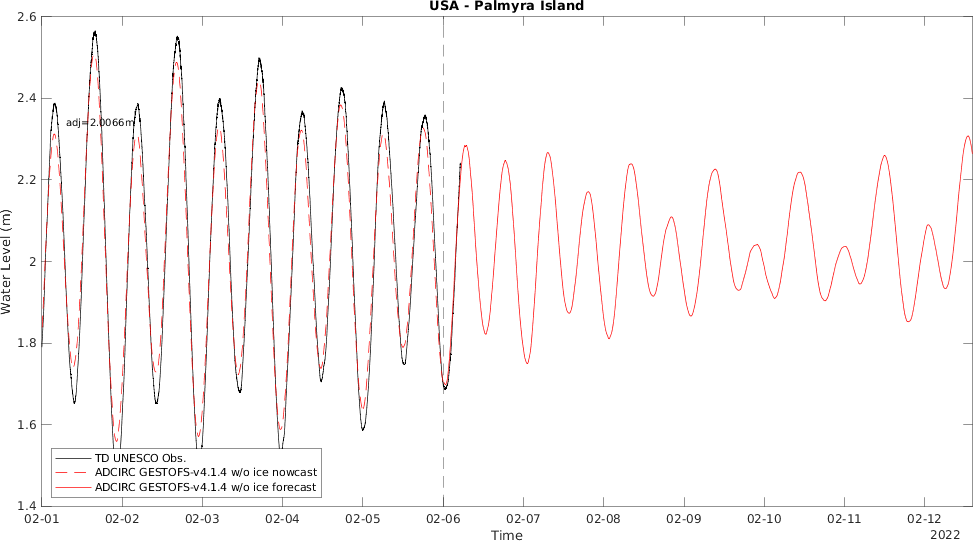 USA - Palmyra Island
2.6
2.4
2.2
2
1.8
1.6
1.4
Water Level (m)
adj=2.0066m
TD UNESCO Obs.
ADCIRC GESTOFS-v4.1.4 w/o ice nowcast
ADCIRC GESTOFS-v4.1.4 w/o ice forecast
02-01 02-02 02-03 02-04 02-05 02-06 02-07 02-08 02-09 02-10 02-11 02-12
Time
2022